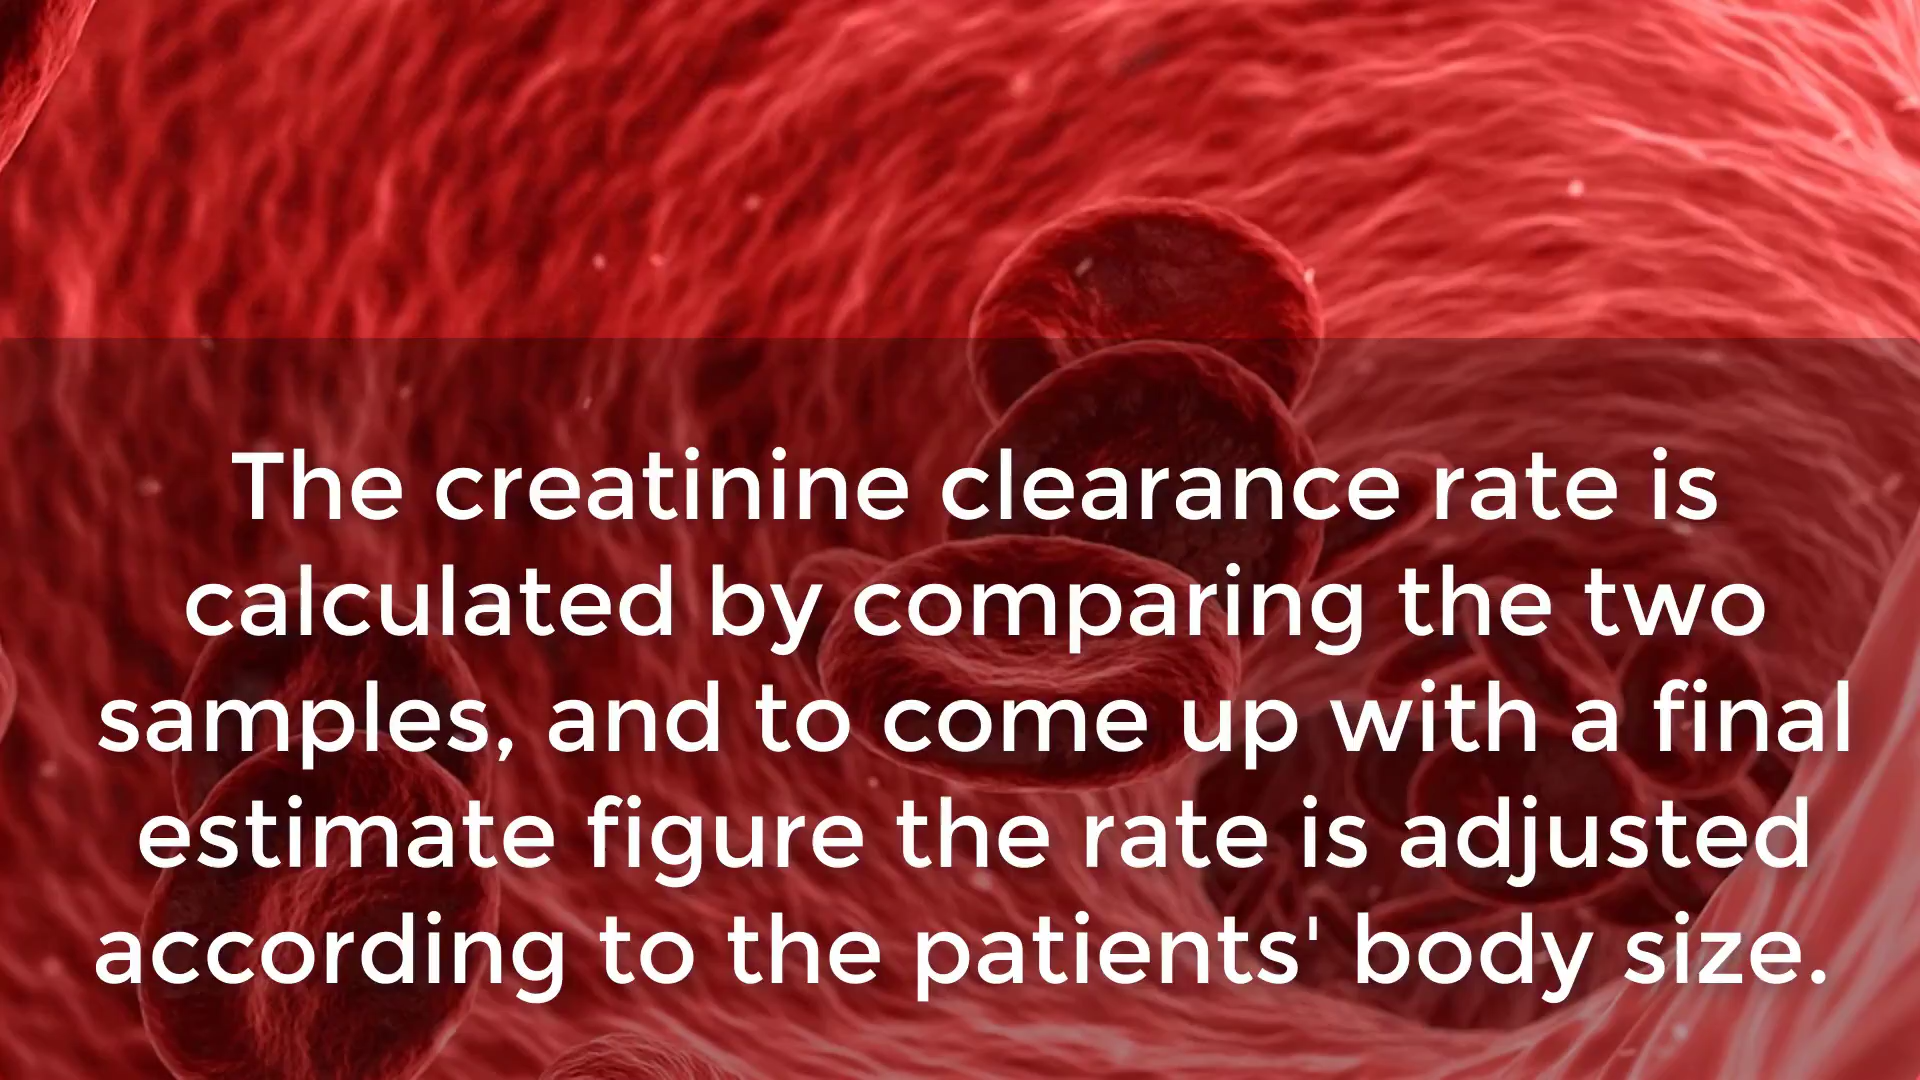 The creatinine clearance rate is
calculated by comparing the two
samples, and to come up with a final
estimate figure the rate is adjusted
according to the patients' body size.